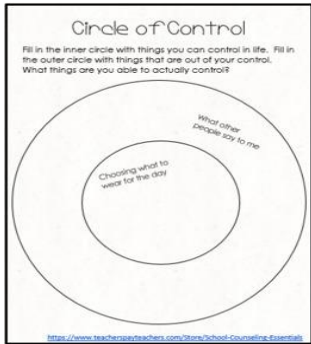 Circle of Control
Fill in the inner circle with things you can control in life. Fill in
the outer circle with things that are out of your control.
What things are you able to actually control?
What other
people say to me
Choosing what to
wear for the day
https://www.teacherspayteachers.com/Store/School-Counseling-Essentials